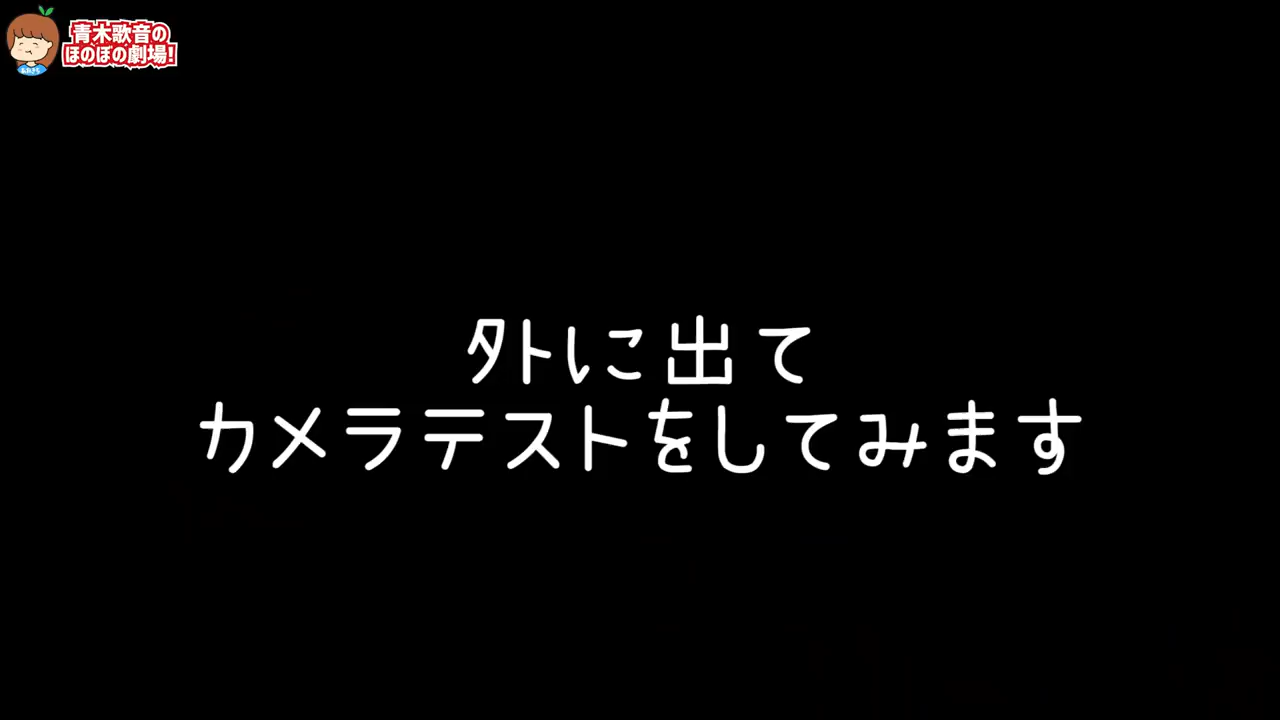 青木歌音の
ほのぼの劇場!
外に出て
カメラテストをしてみます